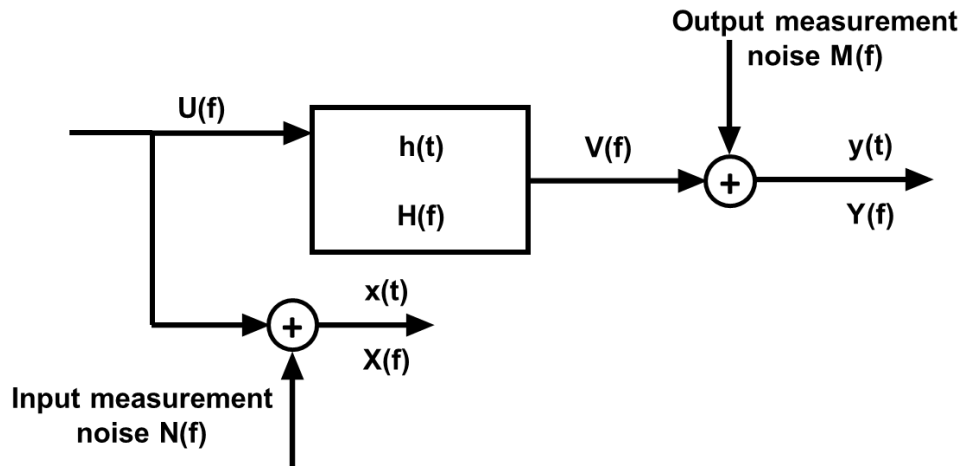 Output measurement
noise M(f)
U(f)
h(t)
H(f)
V(f)
+
y(t)
Y(f)
x(t)
+
X(f)
Input measurement
noise N(f)